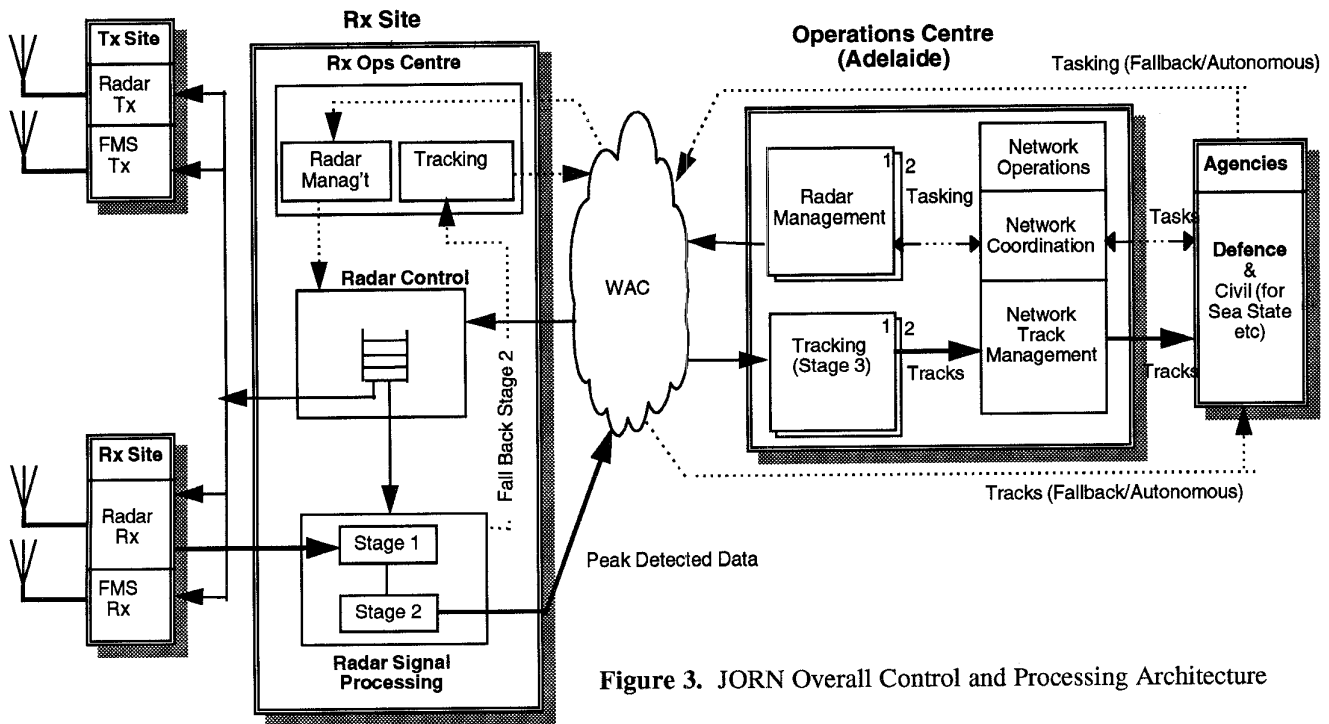 Rx Site
Operations Centre
(Adelaide)
Tasking (Fallback/Autonomous)
Tx Site
Radar
Tx
FMS
Tx
Rx Ops Centre
Radar
Manag't
Tracking
Radar Control
Fall Back Stage 2
WAC
Radar
Management
1
2
Tasking
Network
Operations
Network
Coordination
Network
Track
Management
Tracking
(Stage 3)
1
2
Tracks
Agencies
Tasks
Defence
&
Civil (for
Sea State
etc)
Tracks
Tracks (Fallback/Autonomous)
Rx Site
Radar
Rx
FMS
Rx
Stage 1
Stage 2
Peak Detected Data
Radar Signal
Processing
Figure 3. JORN Overall Control and Processing Architecture